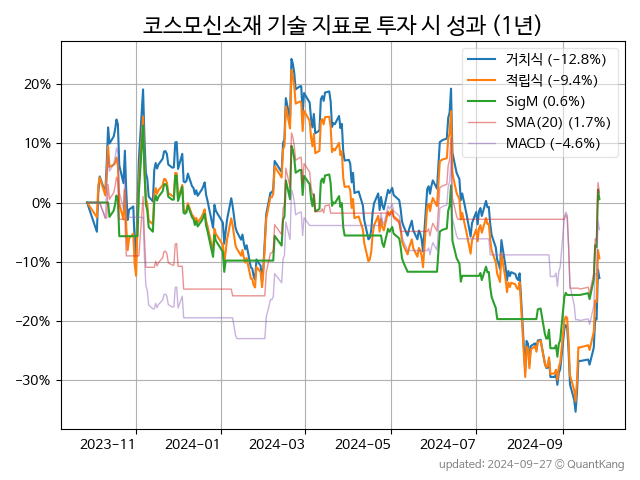 코스모신소재 기술 지표로 투자 시 성과 (1년)
거치식 (−12.8%)
적립식 (−9.4%)
SigM (0.6%)
SMA(20) (1.7%)
MACD (−4.6%)
20%
10%
0%
−10%
−20%
−30%
2023−11 2024−01 2024−03 2024−05 2024−07 2024−09
updated: 2024−09−27 @ QuantKang